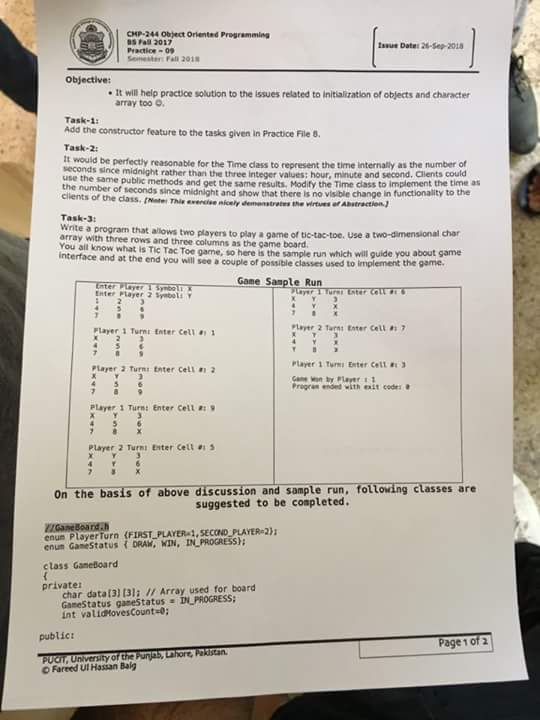 CMP-244 Object Oriented Programming
BS Fall 2017
Practice – 09
Semester: Fall 2018
Issue Date: 26-Sep-2018
Objective:
• It will help practice solution to the issues related to initialization of objects and character
array too ☺.
Task-1:
Add the constructor feature to the tasks given in Practice File 8.
Task-2:
It would be perfectly reasonable for the Time class to represent the time internally as the number of
seconds since midnight rather than the three integer values: hour, minute and second. Clients could
use the same public methods and get the same results. Modify the Time class to implement the time as
the number of seconds since midnight and show that there is no visible change in functionality to the
clients of the class. [Note: This exercise nicely demonstrates the virtues of Abstraction.]
Task-3:
Write a program that allows two players to play a game of tic-tac-toe. Use a two-dimensional char
array with three rows and three columns as the game board.
You all know what is Tic Tac Toe game, so here is the sample run which will guide you about game
interface and at the end you will see a couple of possible classes used to implement the game.
Game Sample Run
Enter Player 1 Symbol: X
Enter Player 2 Symbol: Y
1 2 3
4 5 6
7 8 9
Player 1 Turn: Enter Cell #: 1
X 2 3
4 5 6
7 8 9
Player 2 Turn: Enter Cell #: 2
X Y 3
4 5 6
7 8 9
Player 1 Turn: Enter Cell #: 9
X Y 3
4 5 6
7 8 X
Player 2 Turn: Enter Cell #: 5
X Y 3
4 Y 6
7 8 X
Player 1 Turn: Enter Cell #: 6
X Y 3
4 Y X
7 8 X
Player 2 Turn: Enter Cell #: 7
X Y 3
4 Y X
Y 8 X
Player 1 Turn: Enter Cell #: 3
Game Won by Player : 1
Program ended with exit code: 0
On the basis of above discussion and sample run, following classes are
suggested to be completed.
//GameBoard.h
enum PlayerTurn {FIRST_PLAYER=1,SECOND_PLAYER=2};
enum GameStatus { DRAW, WIN, IN_PROGRESS};
class GameBoard
{
private:
char data[3][3]; // Array used for board
GameStatus gameStatus = IN_PROGRESS;
int validMovesCount=0;
public:
Page 1 of 2
PUCIT, University of the Punjab, Lahore, Pakistan.
© Fareed Ul Hassan Baig